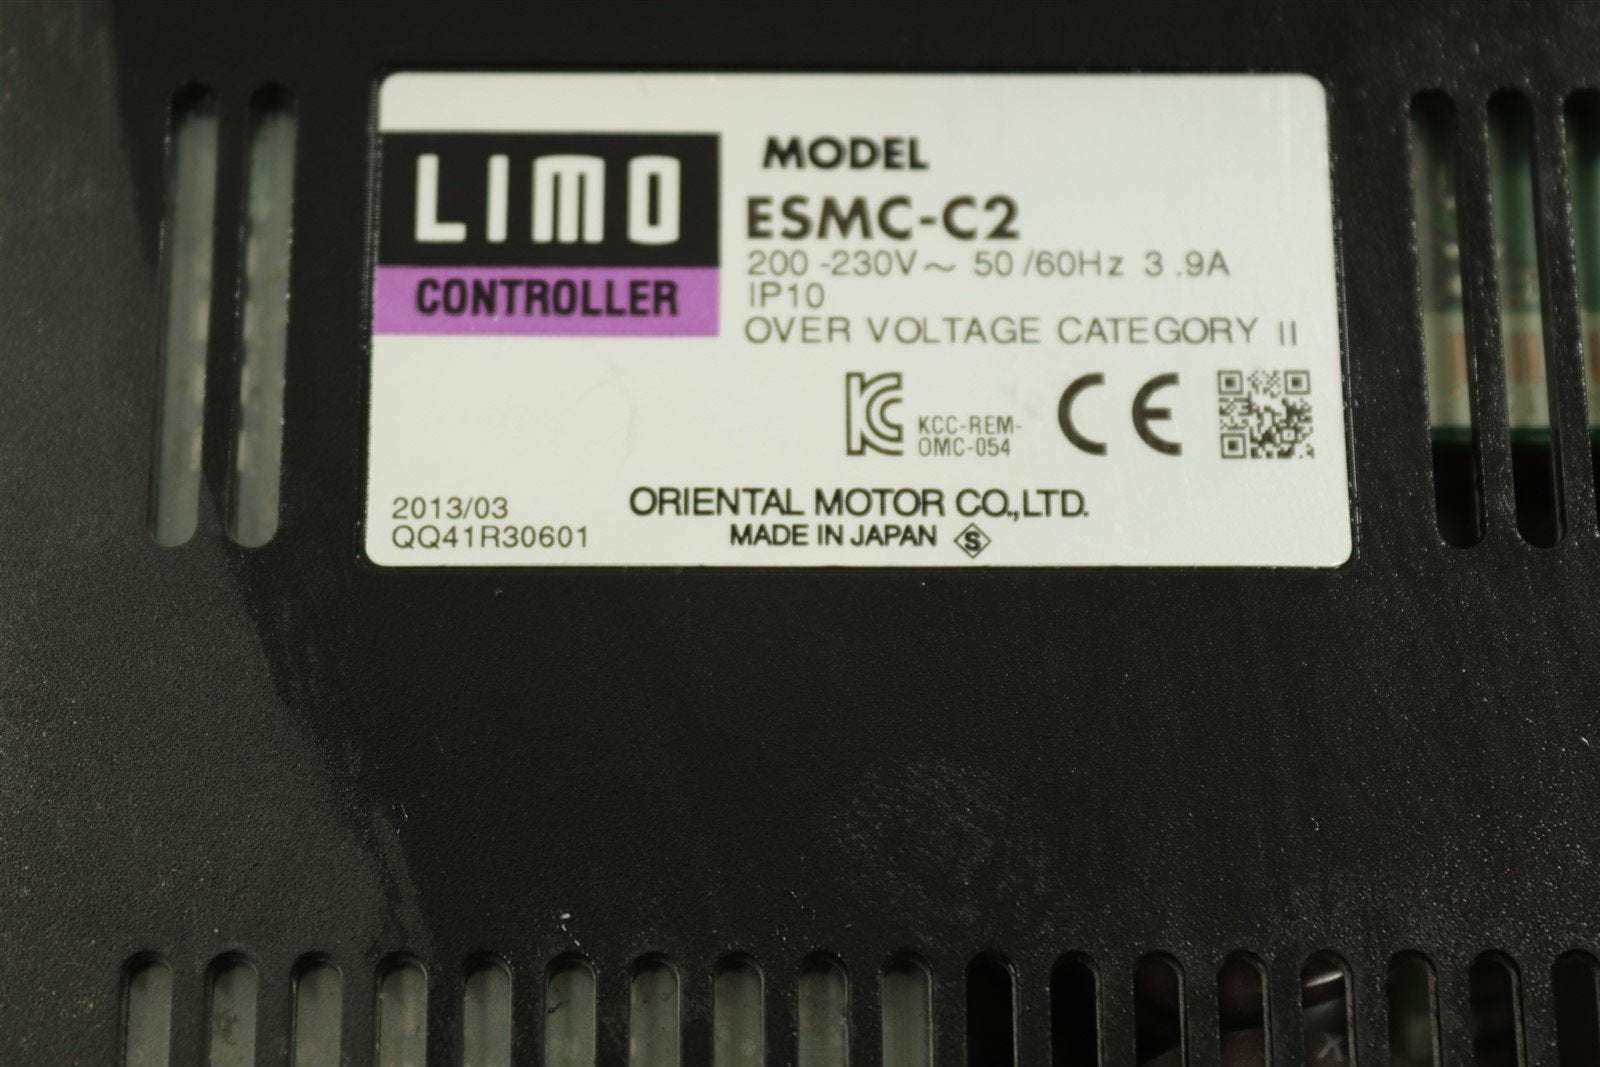 LIMO
CONTROLLER
MODEL
ESMC-C2
200-230V~ 50/60Hz 3.9A
IP10
OVER VOLTAGE CATEGORY II
KCC-REM-
OMC-054
CE
2013/03
QQ41R30601
ORIENTAL MOTOR CO.,LTD.
MADE IN JAPAN S